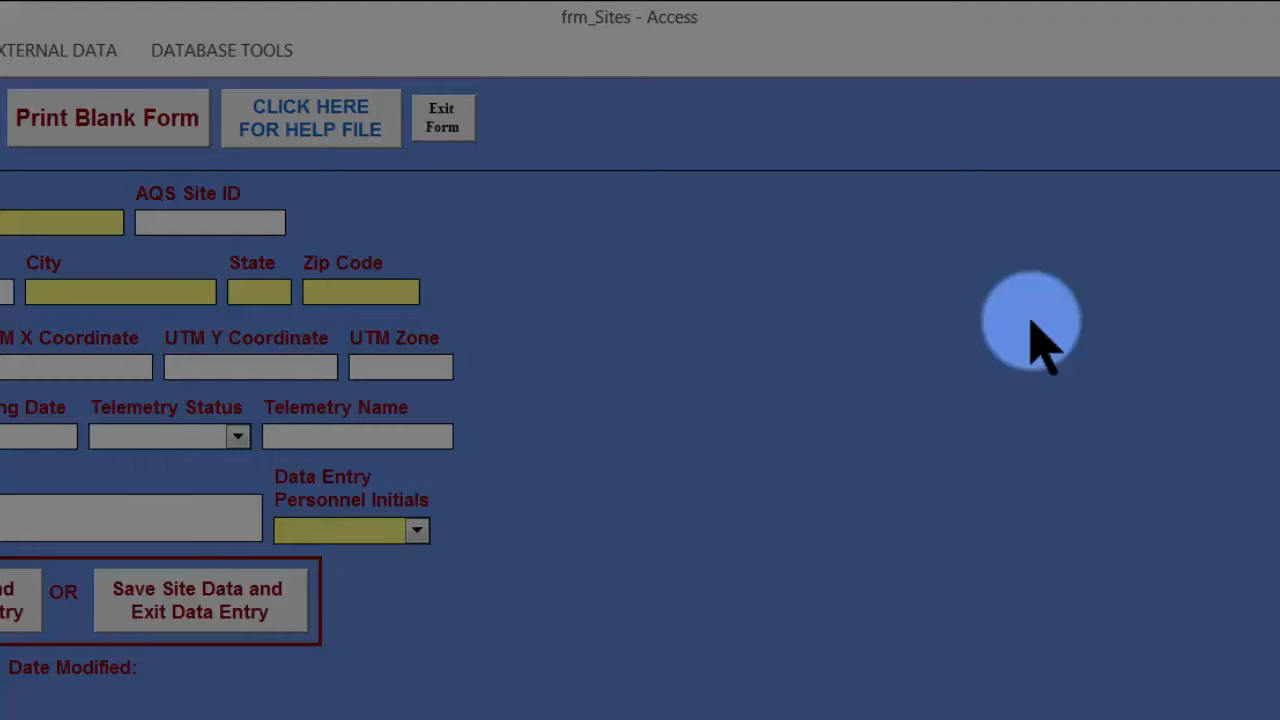 frm_Sites - Access
XTERNAL DATA DATABASE TOOLS
Print Blank Form
CLICK HERE
FOR HELP FILE
Exit
Form
AQS Site ID
City State Zip Code
M X Coordinate UTM Y Coordinate UTM Zone
ng Date Telemetry Status Telemetry Name
Data Entry
Personnel Initials
nd
try
OR
Save Site Data and
Exit Data Entry
Date Modified: